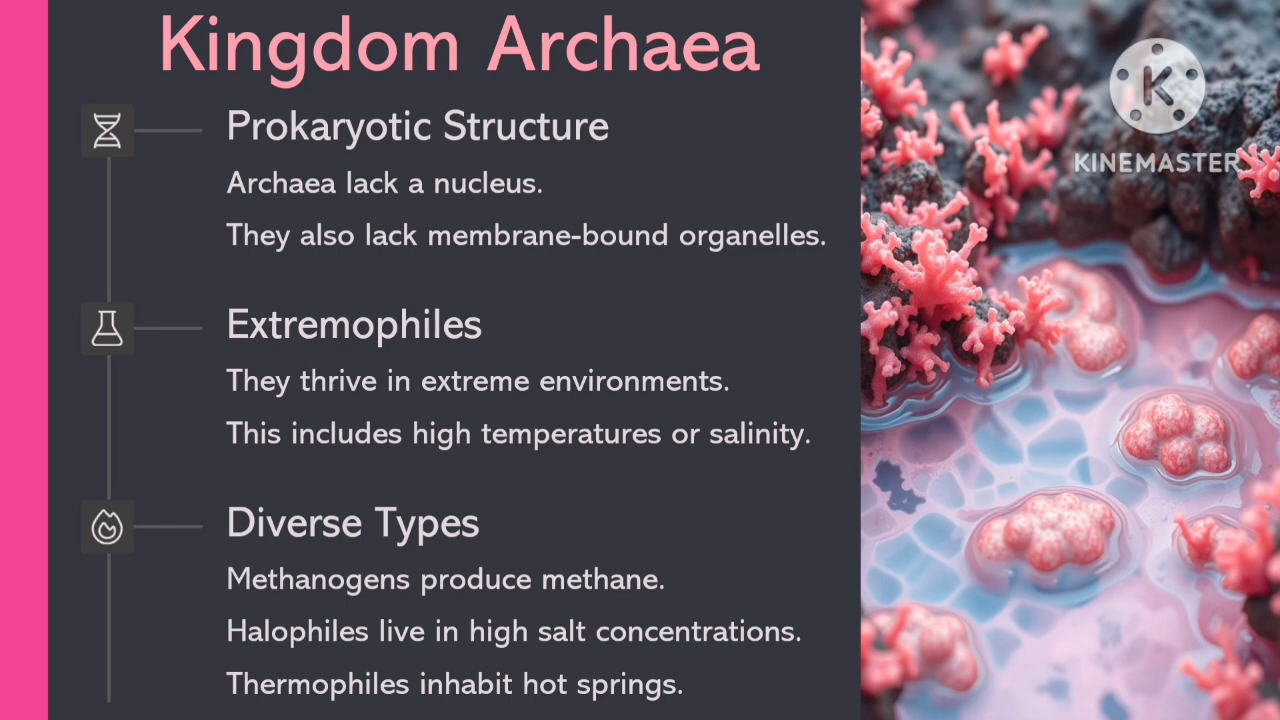 Kingdom Archaea
Prokaryotic Structure
Archaea lack a nucleus.
They also lack membrane-bound organelles.
Extremophiles
They thrive in extreme environments.
This includes high temperatures or salinity.
Diverse Types
Methanogens produce methane.
Halophiles live in high salt concentrations.
Thermophiles inhabit hot springs.
K
KINEMASTER